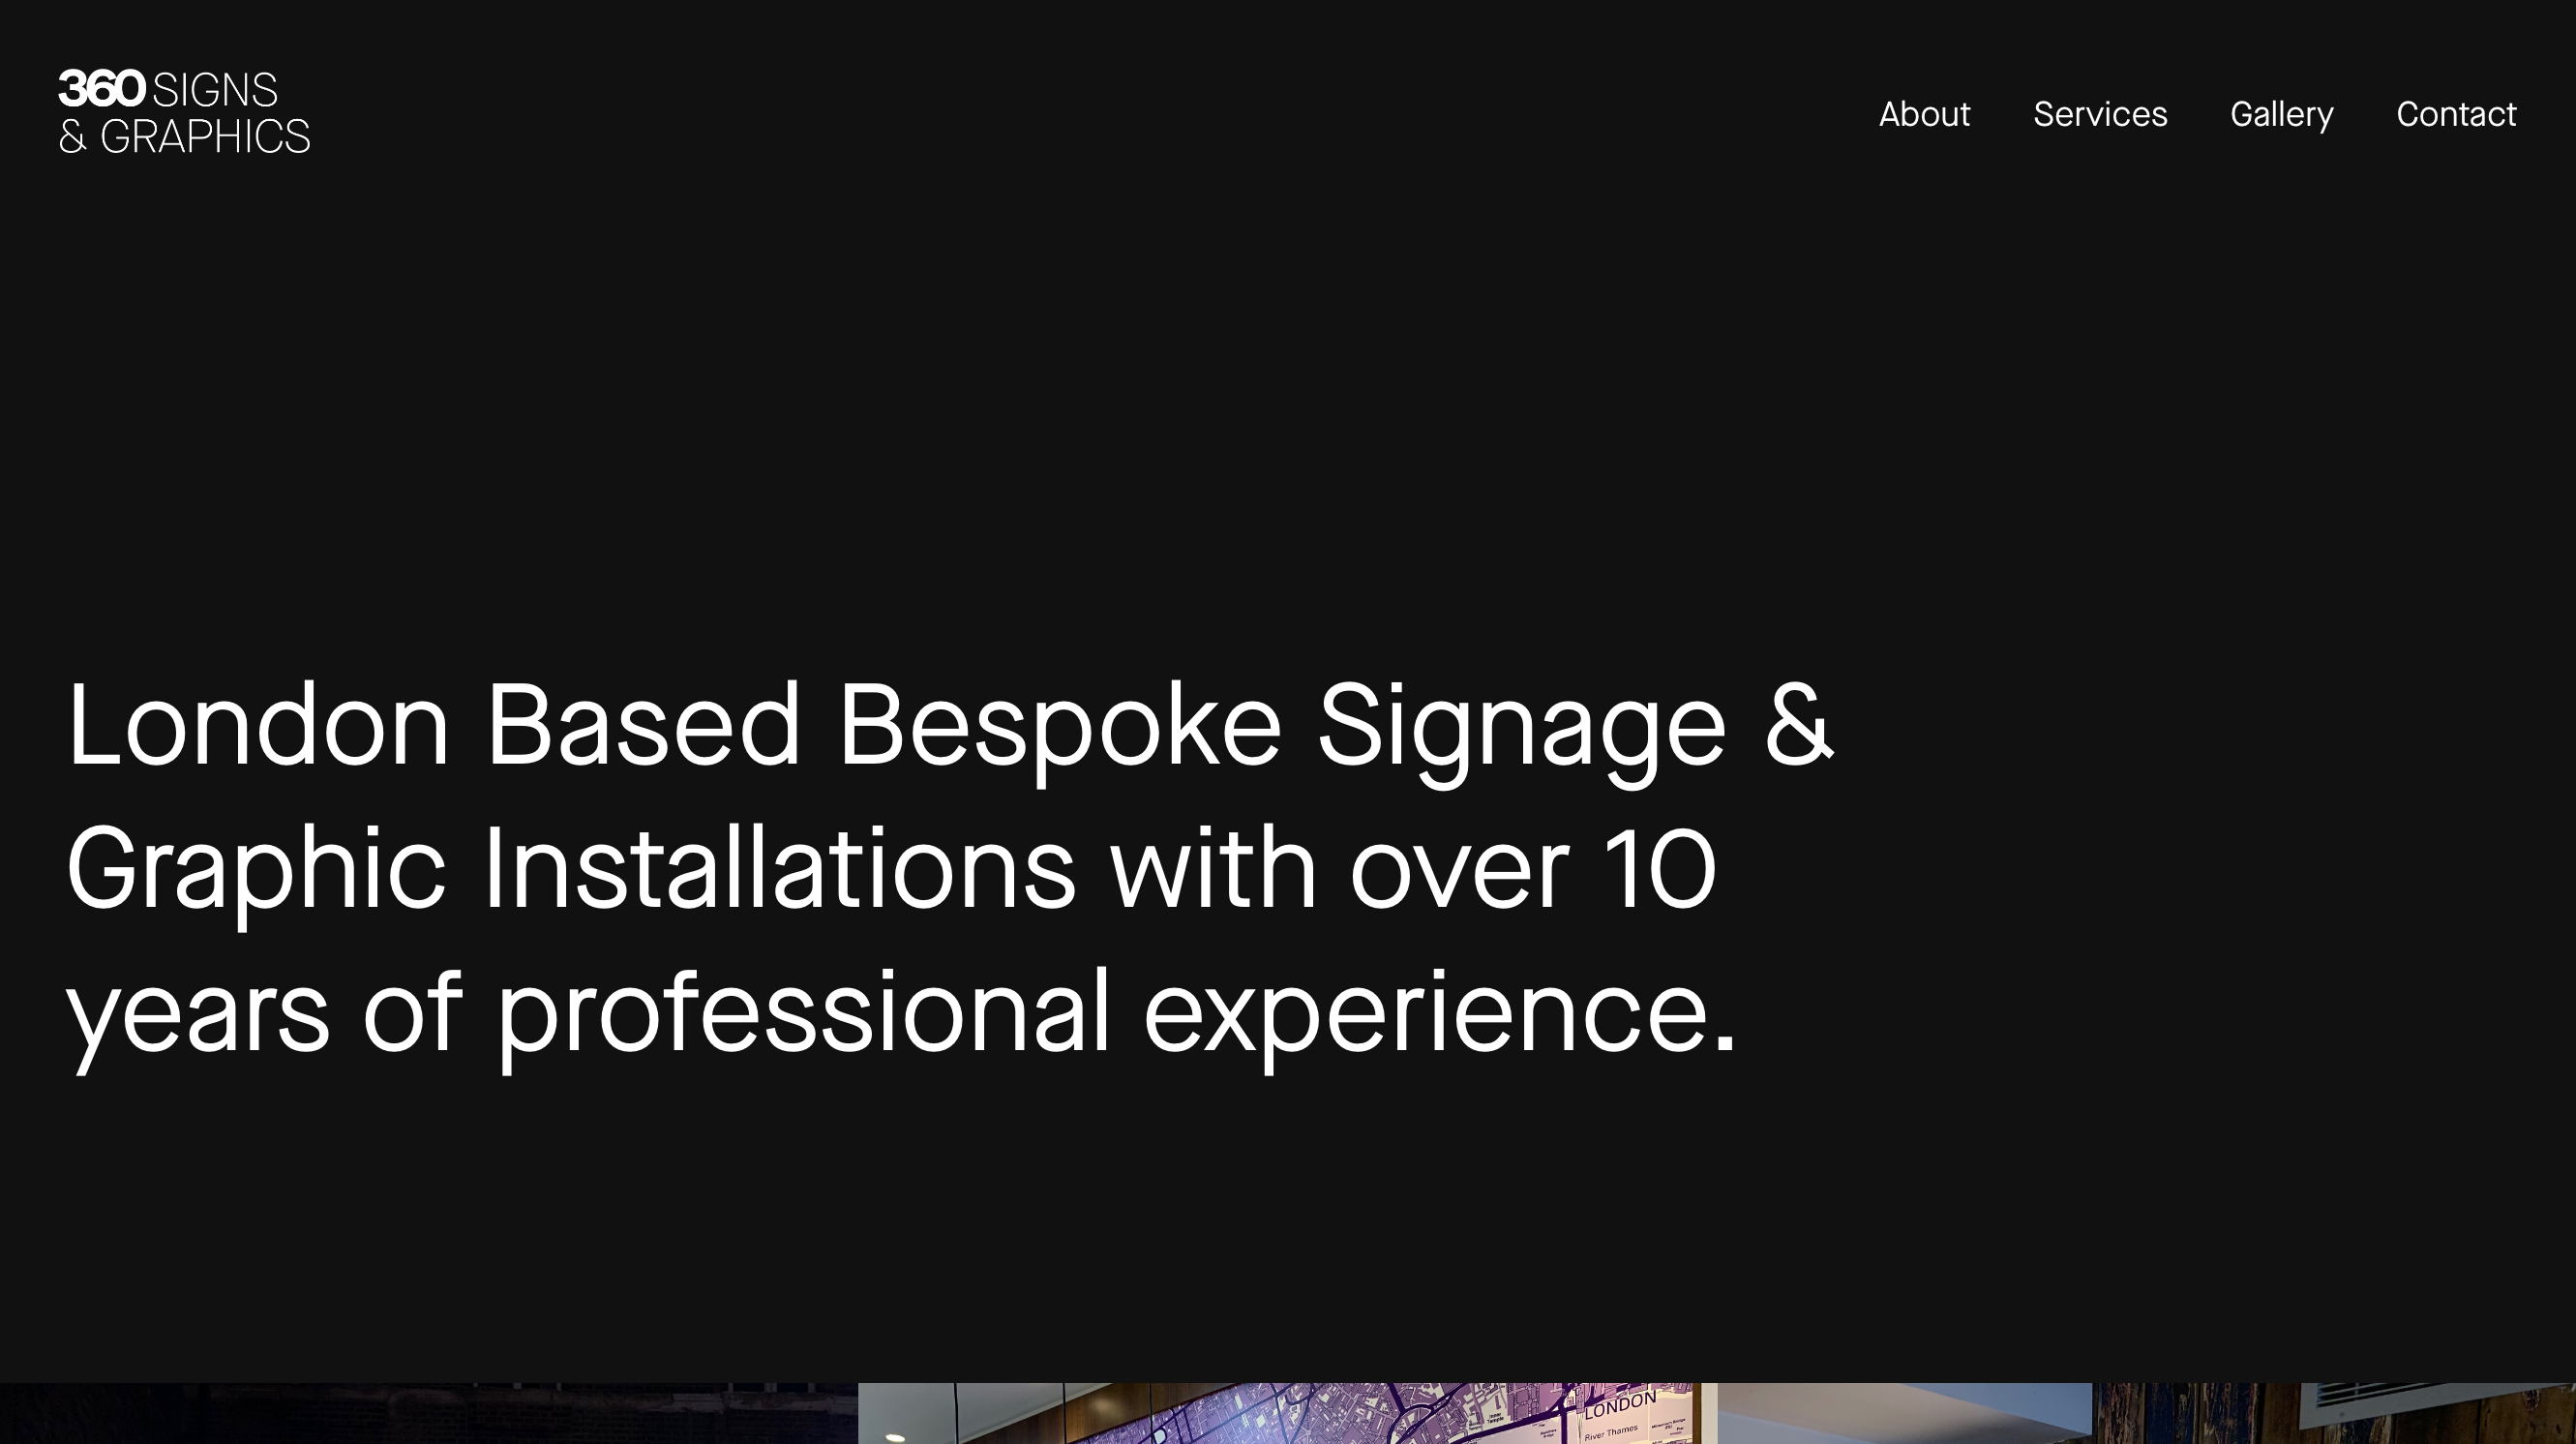 360 SIGNS
& GRAPHICS
About Services Gallery Contact
London Based Bespoke Signage &
Graphic Installations with over 10
years of professional experience.
LONDON
River Thames